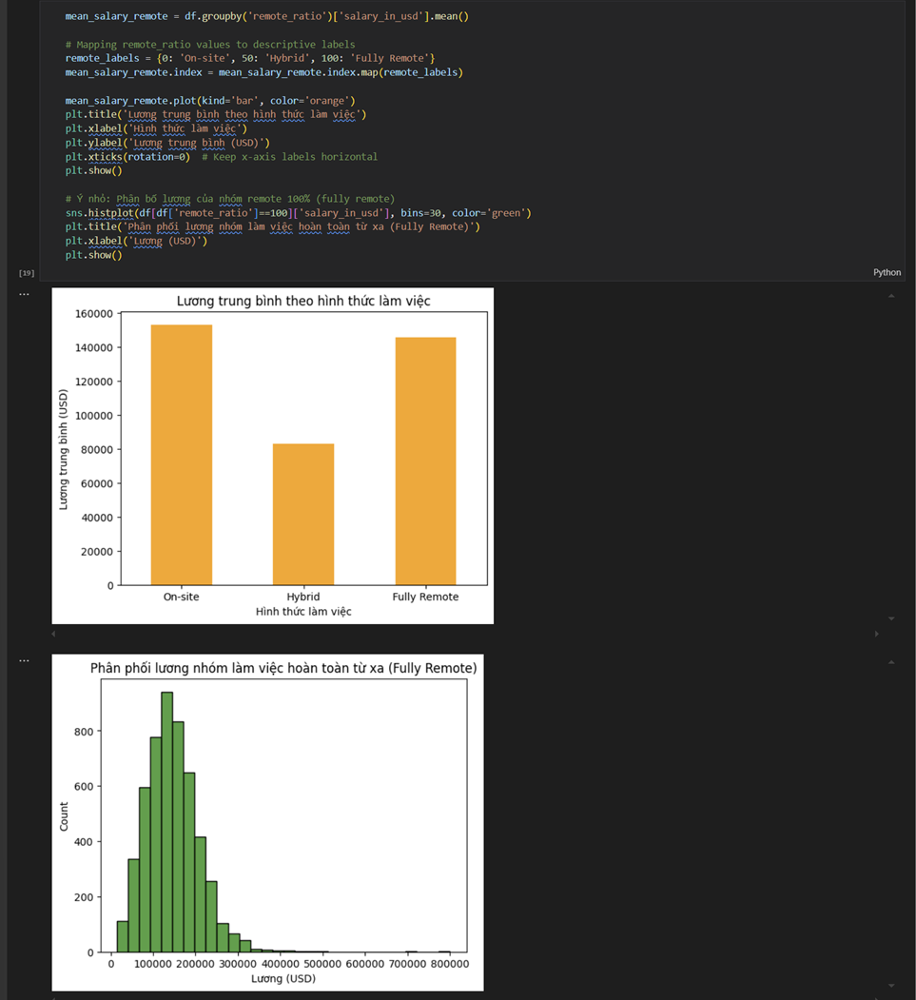 mean_salary_remote = df.groupby('remote_ratio')['salary_in_usd'].mean()
# Mapping remote_ratio values to descriptive labels
remote_labels = {0: 'On-site', 50: 'Hybrid', 100: 'Fully Remote'}
mean_salary_remote.index = mean_salary_remote.index.map(remote_labels)
mean_salary_remote.plot(kind='bar', color='orange')
plt.title('Lương trung bình theo hình thức làm việc')
plt.xlabel('Hình thức làm việc')
plt.ylabel('Lương trung bình (USD)')
plt.xticks(rotation=0)  # Keep x-axis labels horizontal
plt.show()
# Ý nhỏ: Phân bố lương của nhóm remote 100% (fully remote)
sns.histplot(df[df['remote_ratio']==100]['salary_in_usd'], bins=30, color='green')
plt.title('Phân phối lương nhóm làm việc hoàn toàn từ xa (Fully Remote)')
plt.xlabel('Lương (USD)')
plt.show()
[19]
Python
...
Lương trung bình theo hình thức làm việc
160000
140000
120000
100000
80000
60000
40000
20000
0
Lương trung bình (USD)
On-site Hybrid Fully Remote
Hình thức làm việc
...
Phân phối lương nhóm làm việc hoàn toàn từ xa (Fully Remote)
800
600
400
200
0
Count
0 100000 200000 300000 400000 500000 600000 700000 800000
Lương (USD)